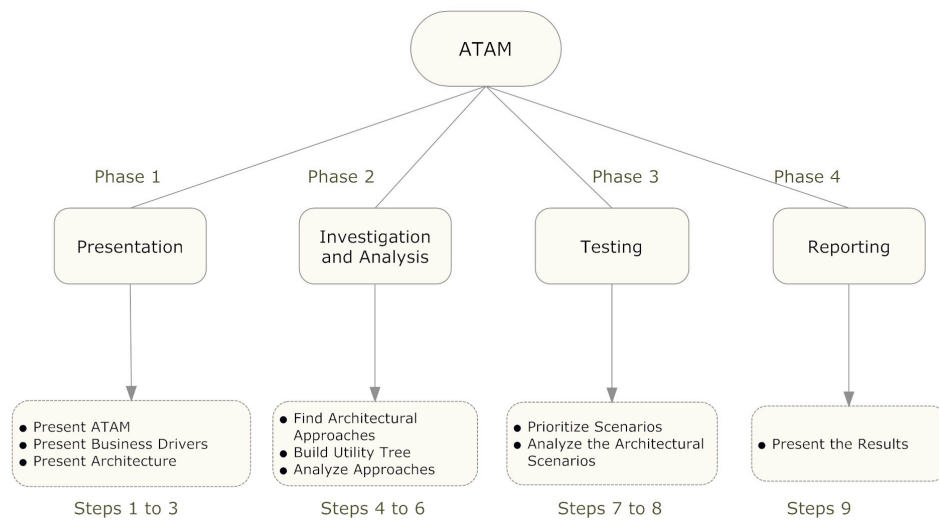 ATAM
Phase 1
Phase 2
Phase 3
Phase 4
Presentation
Investigation
and Analysis
Testing
Reporting
● Present ATAM
● Present Business Drivers
● Present Architecture
● Find Architectural
Approaches
● Build Utility Tree
● Analyze Approaches
● Prioritize Scenarios
● Analyze the Architectural
Scenarios
● Present the Results
Steps 1 to 3
Steps 4 to 6
Steps 7 to 8
Steps 9